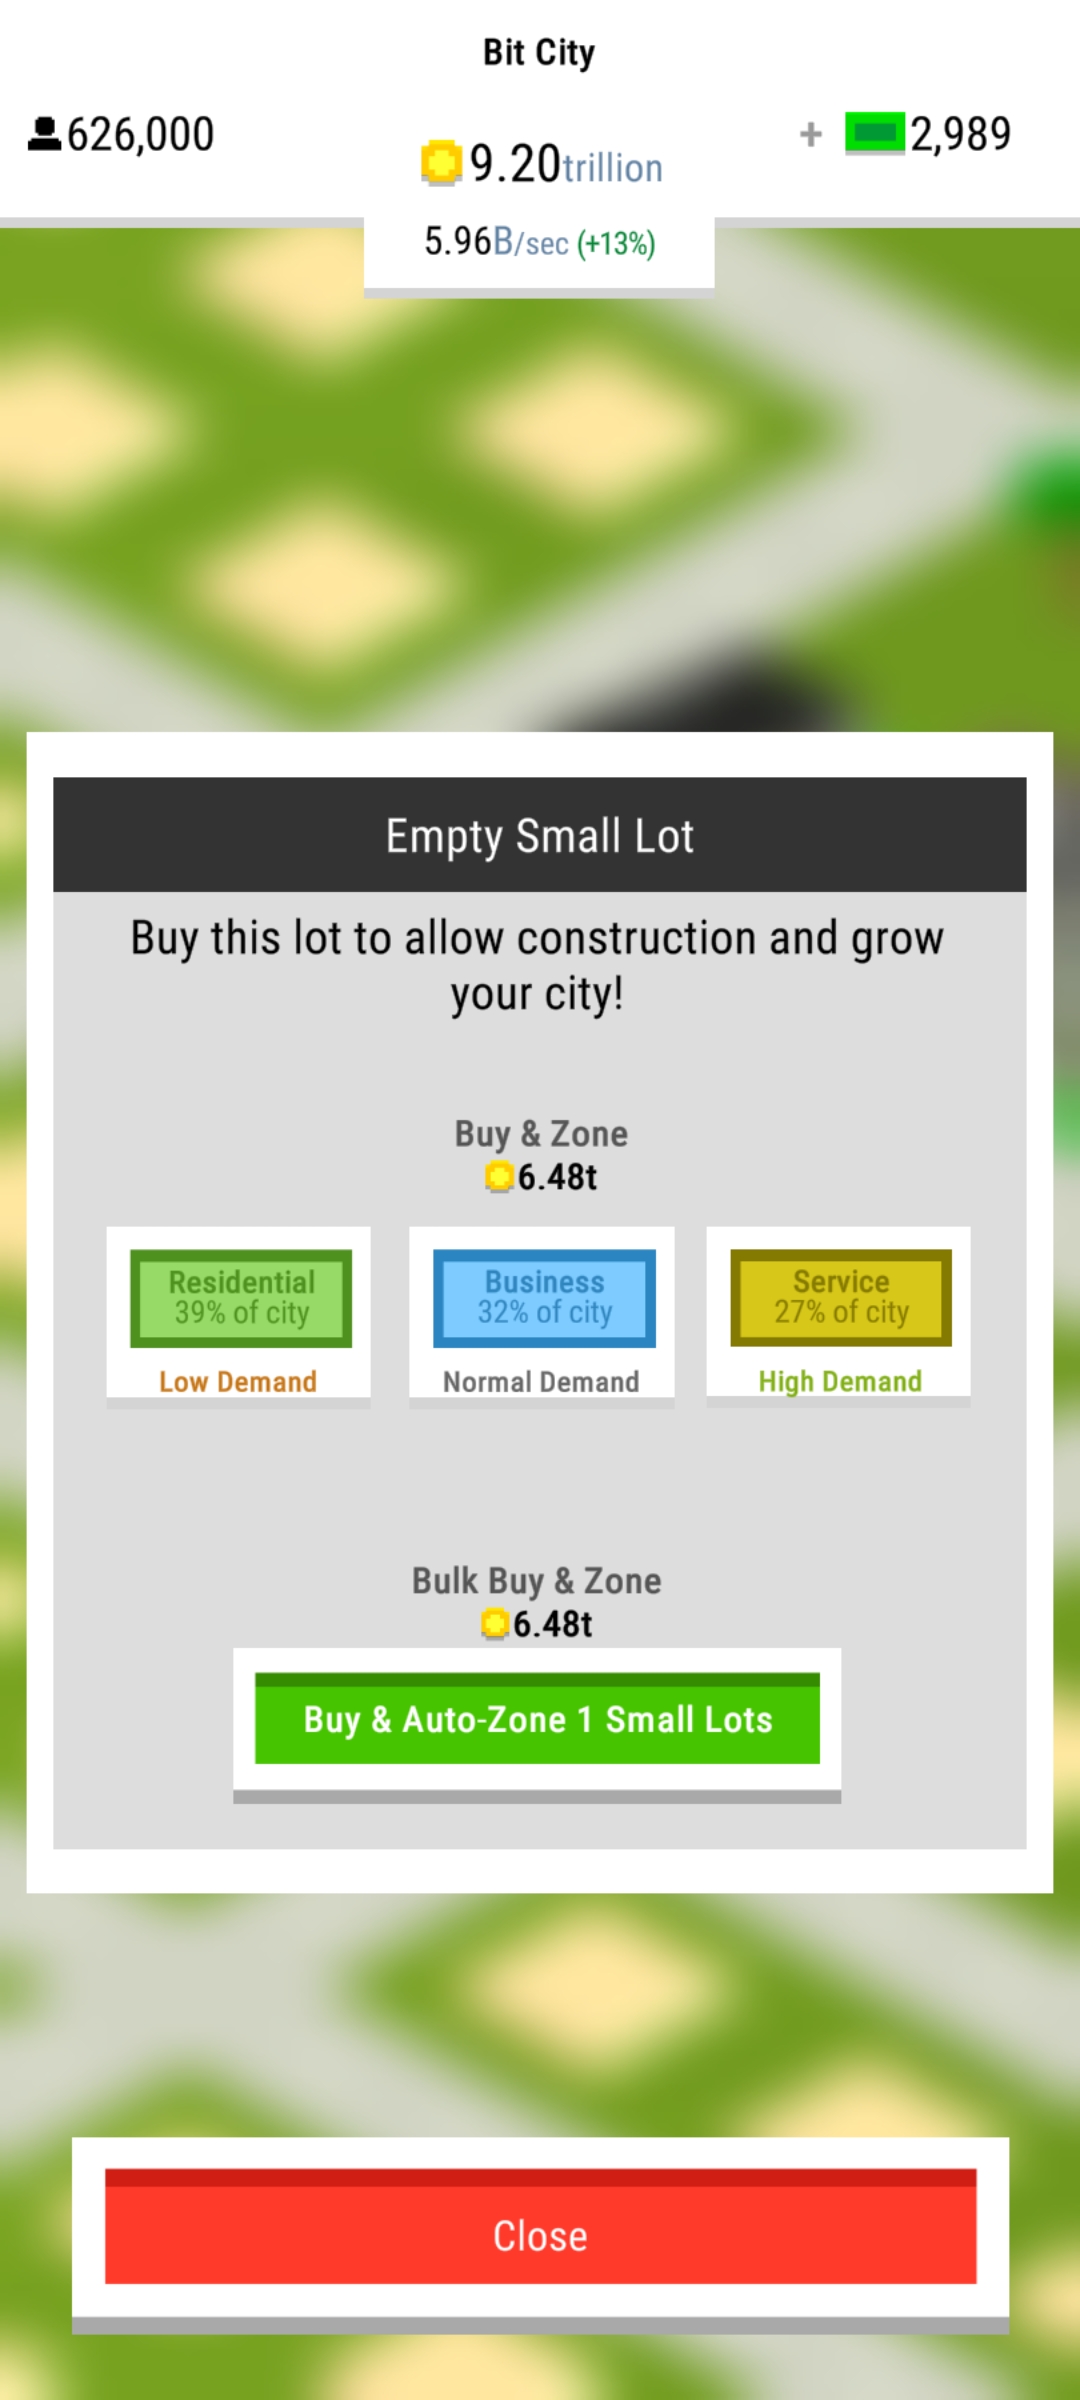 Bit City
626,000
9.20trillion
+ 2,989
5.96B/sec (+13%)
Empty Small Lot
Buy this lot to allow construction and grow
your city!
Buy & Zone
6.48t
Residential
39% of city
Low Demand
Business
32% of city
Normal Demand
Service
27% of city
High Demand
Bulk Buy & Zone
6.48t
Buy & Auto-Zone 1 Small Lots
Close